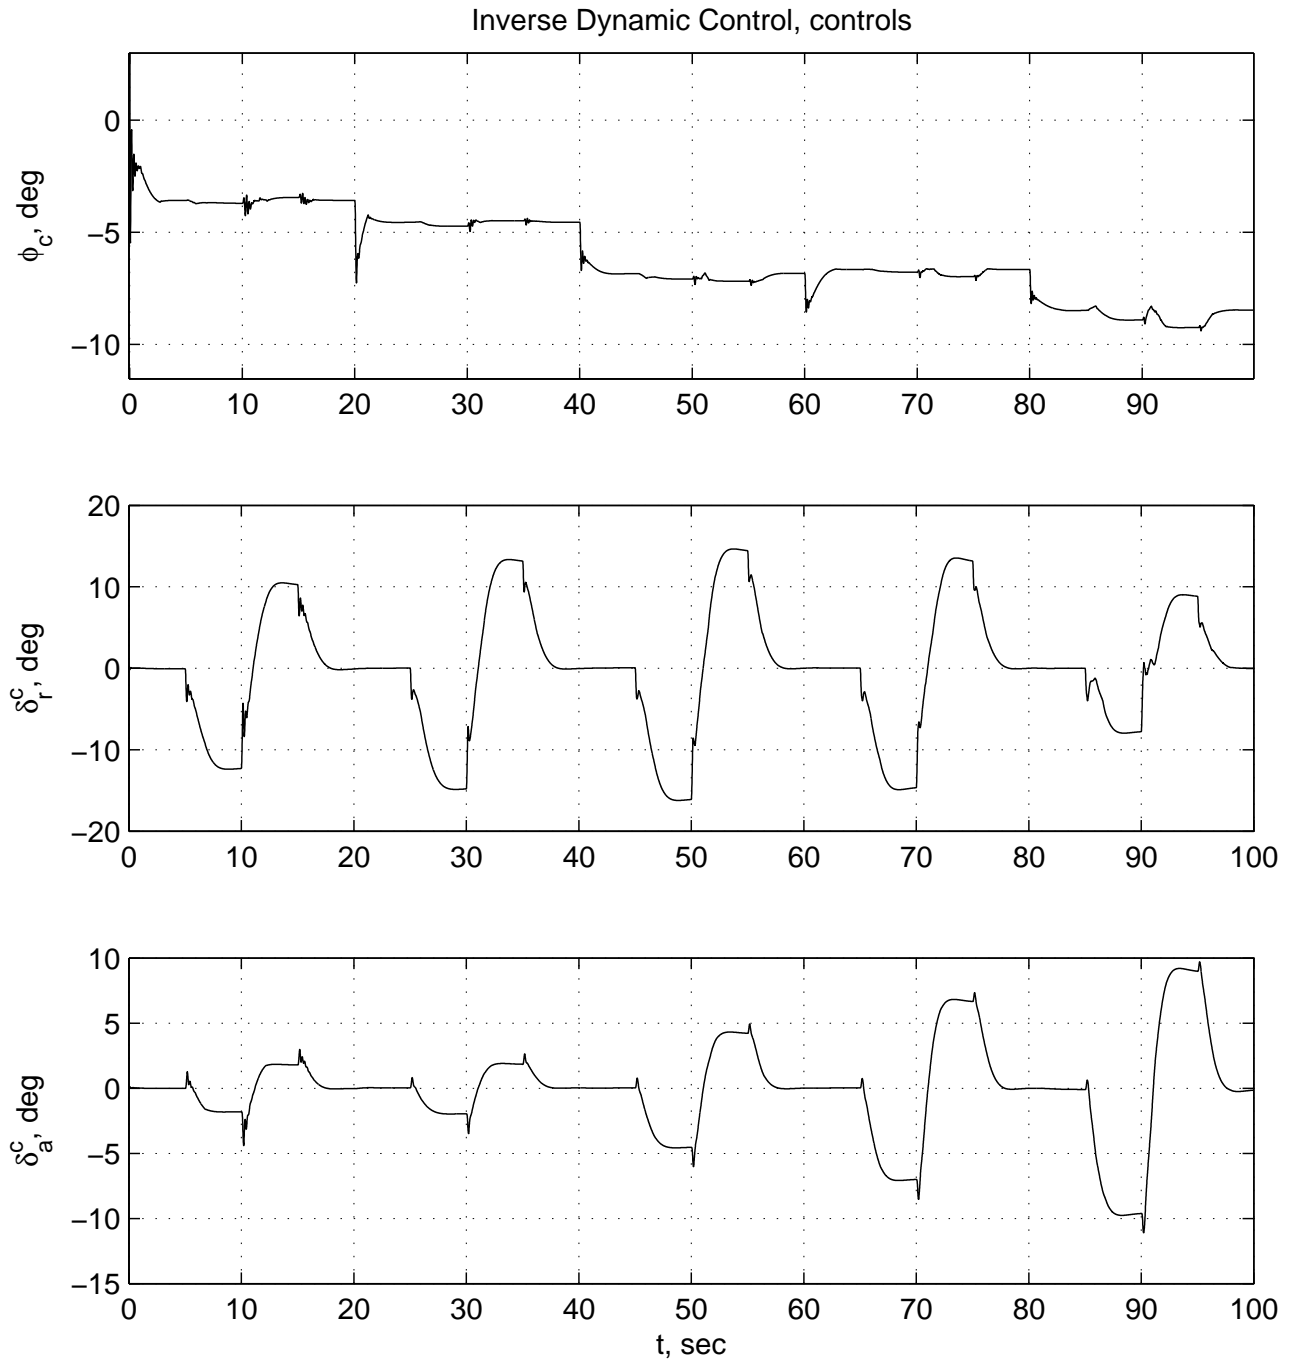 Inverse Dynamic Control, controls
0
−5
−10
ϕc, deg
0 10 20 30 40 50 60 70 80 90
20
10
0
−10
−20
δrc, deg
0 10 20 30 40 50 60 70 80 90 100
10
5
0
−5
−10
−15
δac, deg
0 10 20 30 40 50 60 70 80 90 100
t, sec